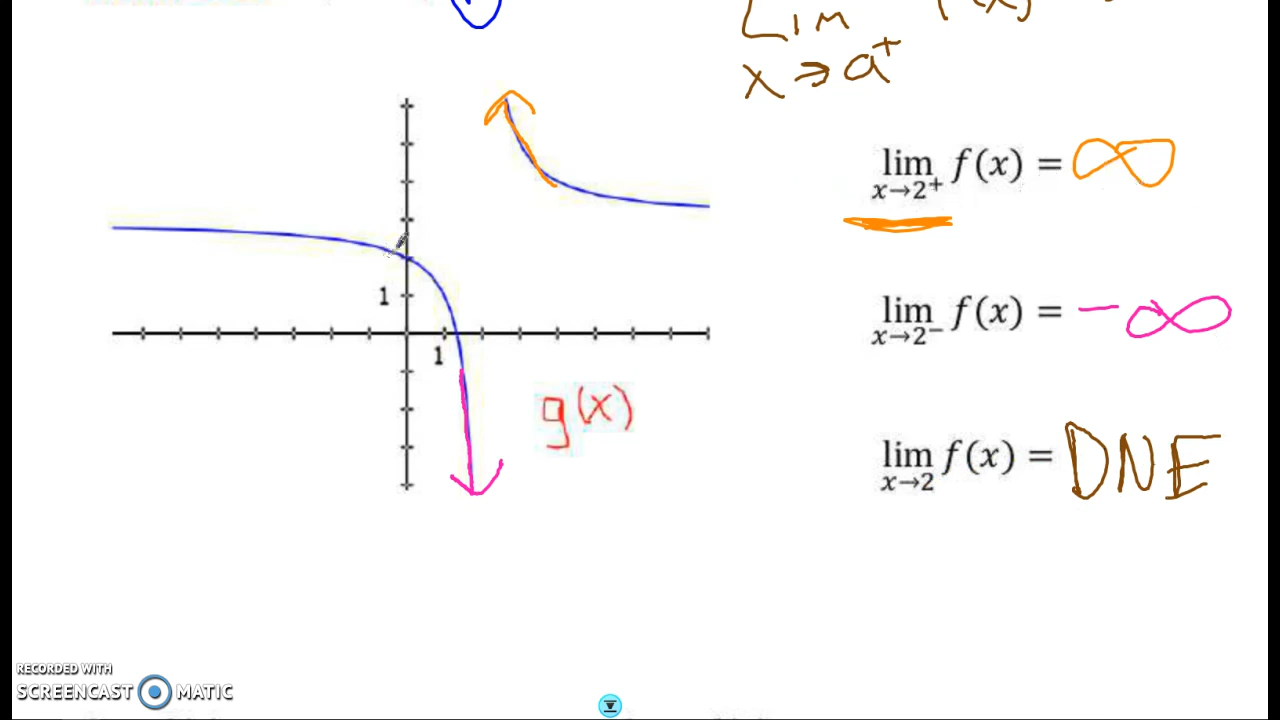 Lim f(x)
x → a⁺
lim f(x) = ∞
x→2⁺
1
lim f(x) = -∞
x→2⁻
1
g(x)
lim f(x) = DNE
x→2
RECORDED WITH
SCREENCAST MATIC